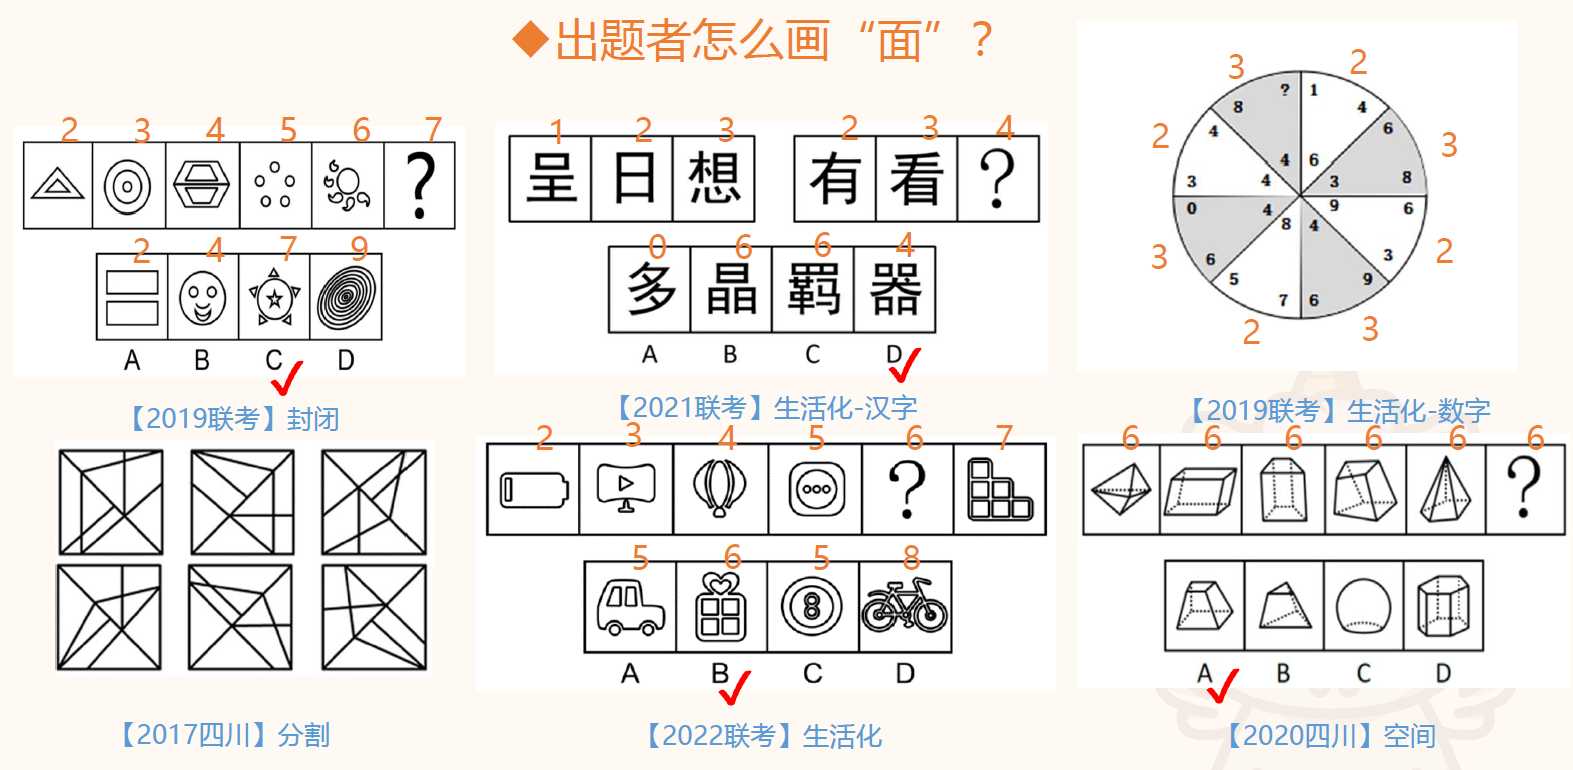 ◆出题者怎么画“面”？
2 3 4 5 6 7
?
2 4 7 9
A B C D
【2019联考】封闭
1 2 3
呈 日 想
2 3 4
有 看 ?
0 6 6 4
多 晶 羁 器
A B C D
【2021联考】生活化-汉字
3 2
8 ? 1 4
2 4 6 3
4 6
3 4 3 8
0 4 9 6
3 8 4 2
6 3
5 9
7 6
2 3
【2019联考】生活化-数字
【2017四川】分割
2 3 4 5 6 7
?
5 6 5 8
8
A B C D
【2022联考】生活化
6 6 6 6 6 6
?
A B C D
【2020四川】空间